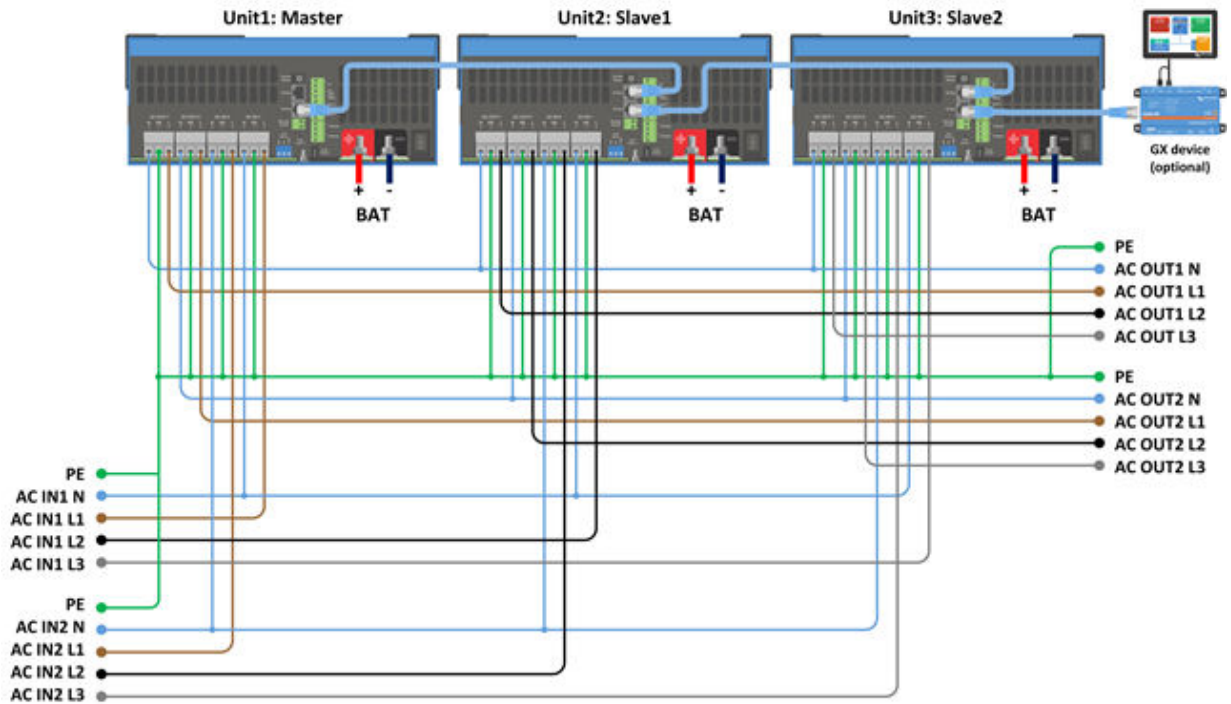 Unit1: Master
Unit2: Slave1
Unit3: Slave2
GX device
(optional)
+
-
BAT
+
-
BAT
+
-
BAT
PE
AC OUT1 N
AC OUT1 L1
AC OUT1 L2
AC OUT L3
PE
AC OUT2 N
AC OUT2 L1
AC OUT2 L2
AC OUT2 L3
PE
AC IN1 N
AC IN1 L1
AC IN1 L2
AC IN1 L3
PE
AC IN2 N
AC IN2 L1
AC IN2 L2
AC IN2 L3